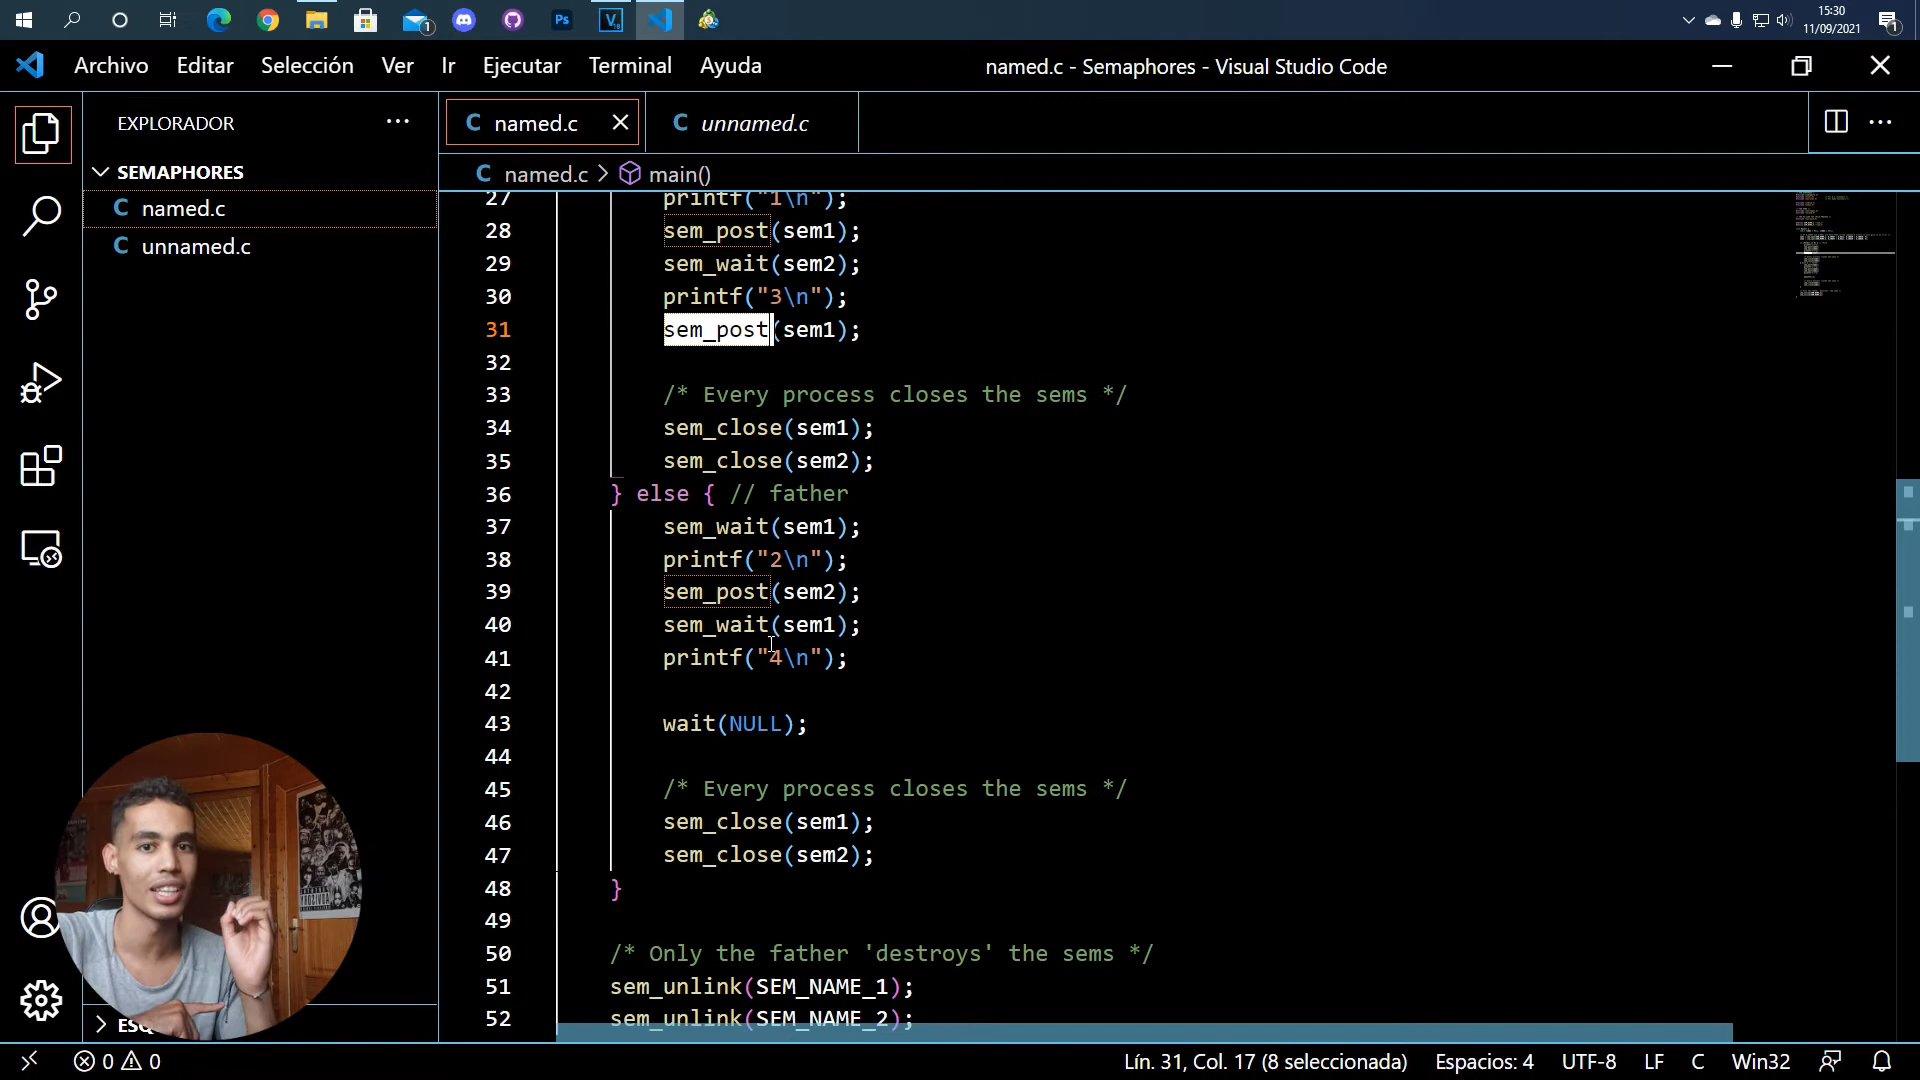 15:30
11/09/2021
1
1
Ps
Archivo Editar Selección Ver Ir Ejecutar Terminal Ayuda
named.c - Semaphores - Visual Studio Code
EXPLORADOR
SEMAPHORES
C named.c
C unnamed.c
C named.c
C unnamed.c
C named.c > main()
27 printf("1\n");
28 sem_post(sem1);
29 sem_wait(sem2);
30 printf("3\n");
31 sem_post(sem1);
32
33 /* Every process closes the sems */
34 sem_close(sem1);
35 sem_close(sem2);
36 } else { // father
37 sem_wait(sem1);
38 printf("2\n");
39 sem_post(sem2);
40 sem_wait(sem1);
41 printf("4\n");
42
43 wait(NULL);
44
45 /* Every process closes the sems */
46 sem_close(sem1);
47 sem_close(sem2);
48 }
49
50 /* Only the father 'destroys' the sems */
51 sem_unlink(SEM_NAME_1);
52 sem_unlink(SEM_NAME_2);
0 0
Lín. 31, Col. 17 (8 seleccionada) Espacios: 4 UTF-8 LF C Win32